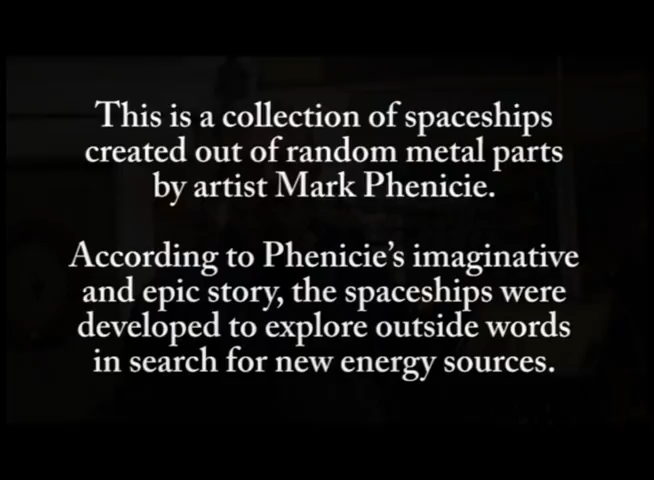 This is a collection of spaceships
created out of random metal parts
by artist Mark Phenicie.
According to Phenicie's imaginative
and epic story, the spaceships were
developed to explore outside words
in search for new energy sources.